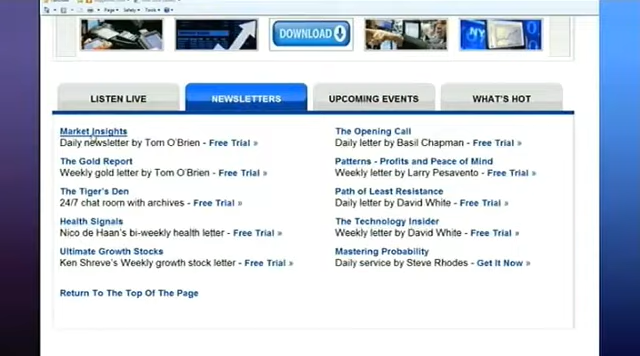 Page Safety Tools
DOWNLOAD
NY
LISTEN LIVE
NEWSLETTERS
UPCOMING EVENTS
WHAT'S HOT
Market Insights
Daily newsletter by Tom O'Brien - Free Trial »
The Gold Report
Weekly gold letter by Tom O'Brien - Free Trial »
The Tiger's Den
24/7 chat room with archives - Free Trial »
Health Signals
Nico de Haan's bi-weekly health letter - Free Trial »
Ultimate Growth Stocks
Ken Shreve's Weekly growth stock letter - Free Trial »
Return To The Top Of The Page
The Opening Call
Daily letter by Basil Chapman - Free Trial »
Patterns - Profits and Peace of Mind
Weekly letter by Larry Pesavento - Free Trial »
Path of Least Resistance
Daily letter by David White - Free Trial »
The Technology Insider
Weekly letter by David White - Free Trial »
Mastering Probability
Daily service by Steve Rhodes - Get It Now »